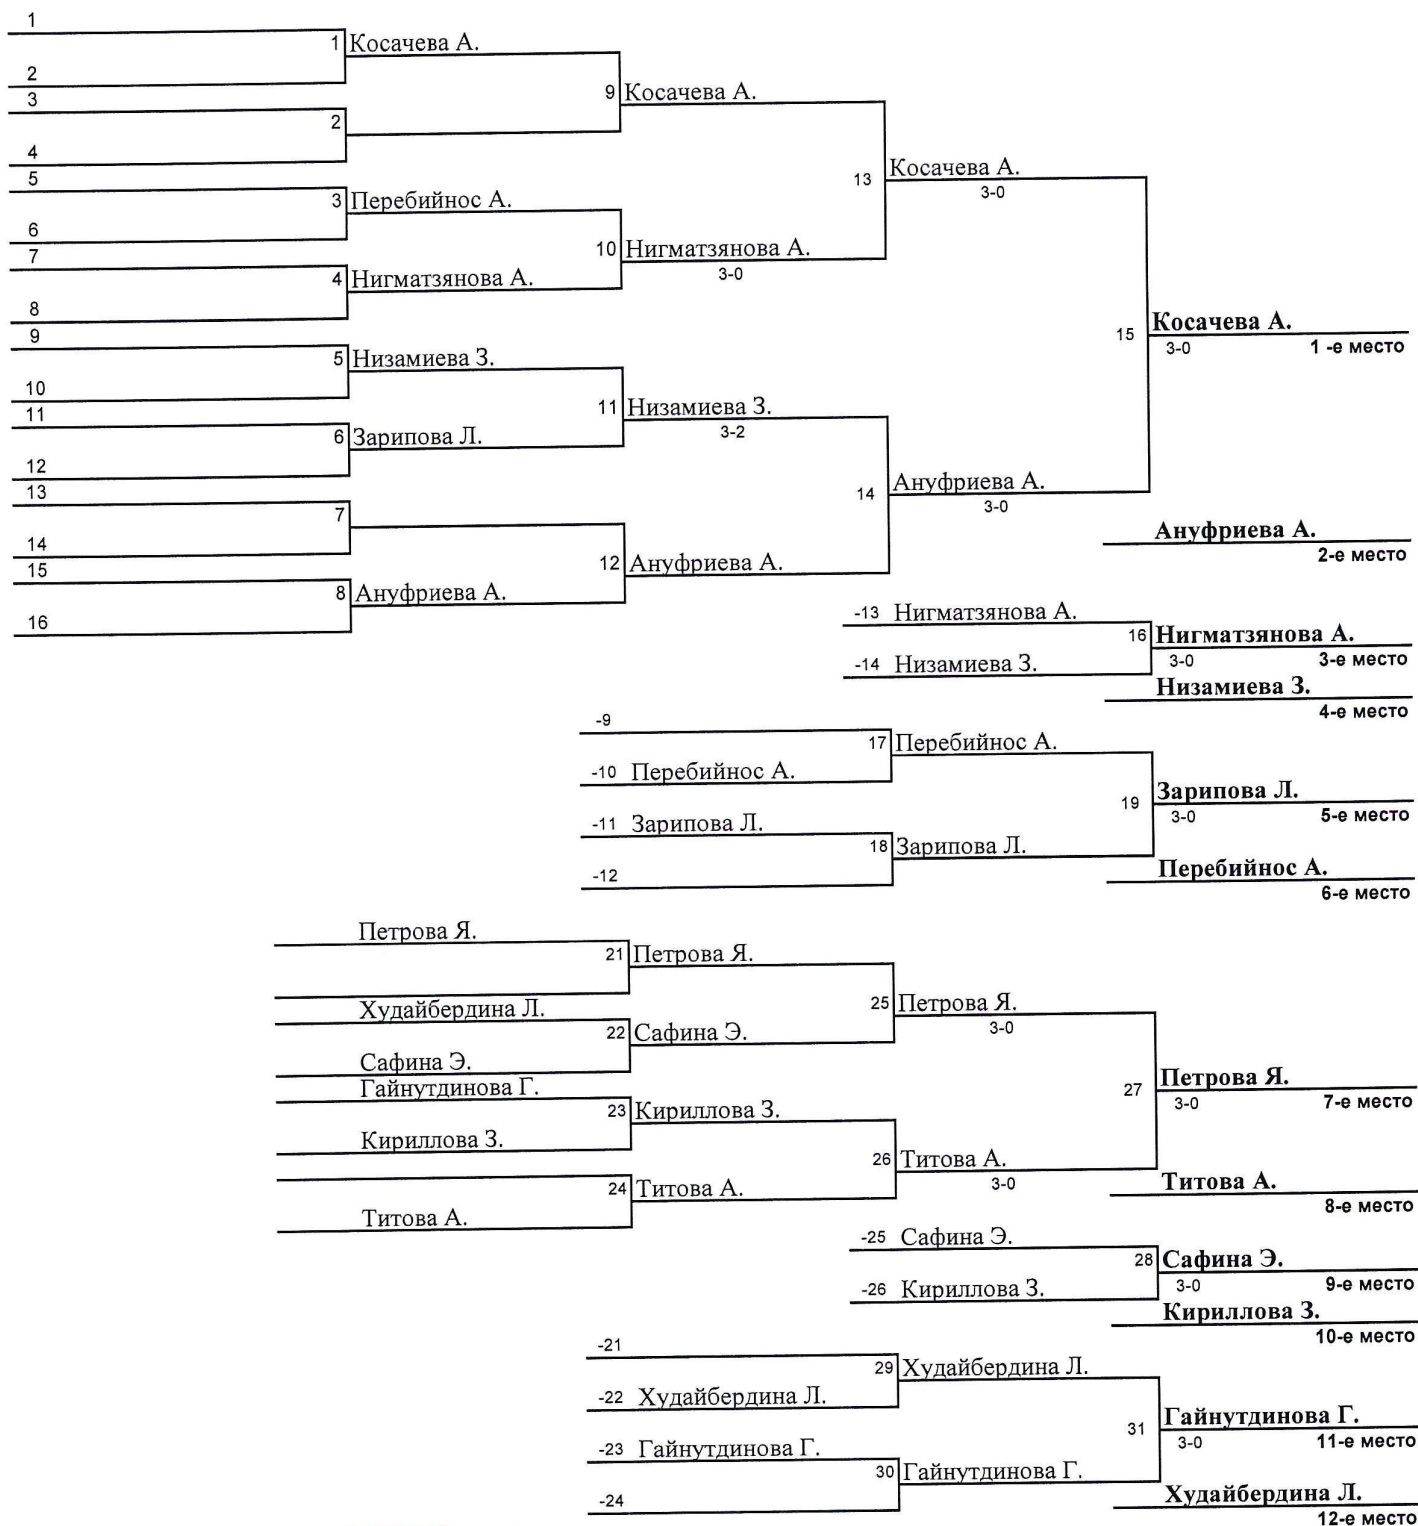 1
1 Косачева А.
2
9 Косачева А.
3
2
4
13 Косачева А.
3-0
5
3 Перебийнос А.
6
10 Нигматзянова А.
3-0
7
4 Нигматзянова А.
8
15 Косачева А.
3-0 1 -е место
9
5 Низамиева З.
10
11 Низамиева З.
3-2
11
6 Зарипова Л.
12
14 Ануфриева А.
3-0
13
7
14
Ануфриева А.
2-е место
12 Ануфриева А.
15
8 Ануфриева А.
16
-13 Нигматзянова А.
16 Нигматзянова А.
3-0 3-е место
-14 Низамиева З.
Низамиева З.
4-е место
-9
17 Перебийнос А.
-10 Перебийнос А.
19 Зарипова Л.
3-0 5-е место
-11 Зарипова Л.
18 Зарипова Л.
-12
Перебийнос А.
6-е место
Петрова Я.
21 Петрова Я.
25 Петрова Я.
3-0
Худайбердина Л.
22 Сафина Э.
Сафина Э.
Гайнутдинова Г.
27 Петрова Я.
3-0 7-е место
23 Кириллова З.
Кириллова З.
26 Титова А.
3-0
24 Титова А.
Титова А.
Титова А.
8-е место
-25 Сафина Э.
28 Сафина Э.
3-0 9-е место
-26 Кириллова З.
Кириллова З.
10-е место
-21
29 Худайбердина Л.
-22 Худайбердина Л.
31 Гайнутдинова Г.
3-0 11-е место
-23 Гайнутдинова Г.
30 Гайнутдинова Г.
-24
Худайбердина Л.
12-е место